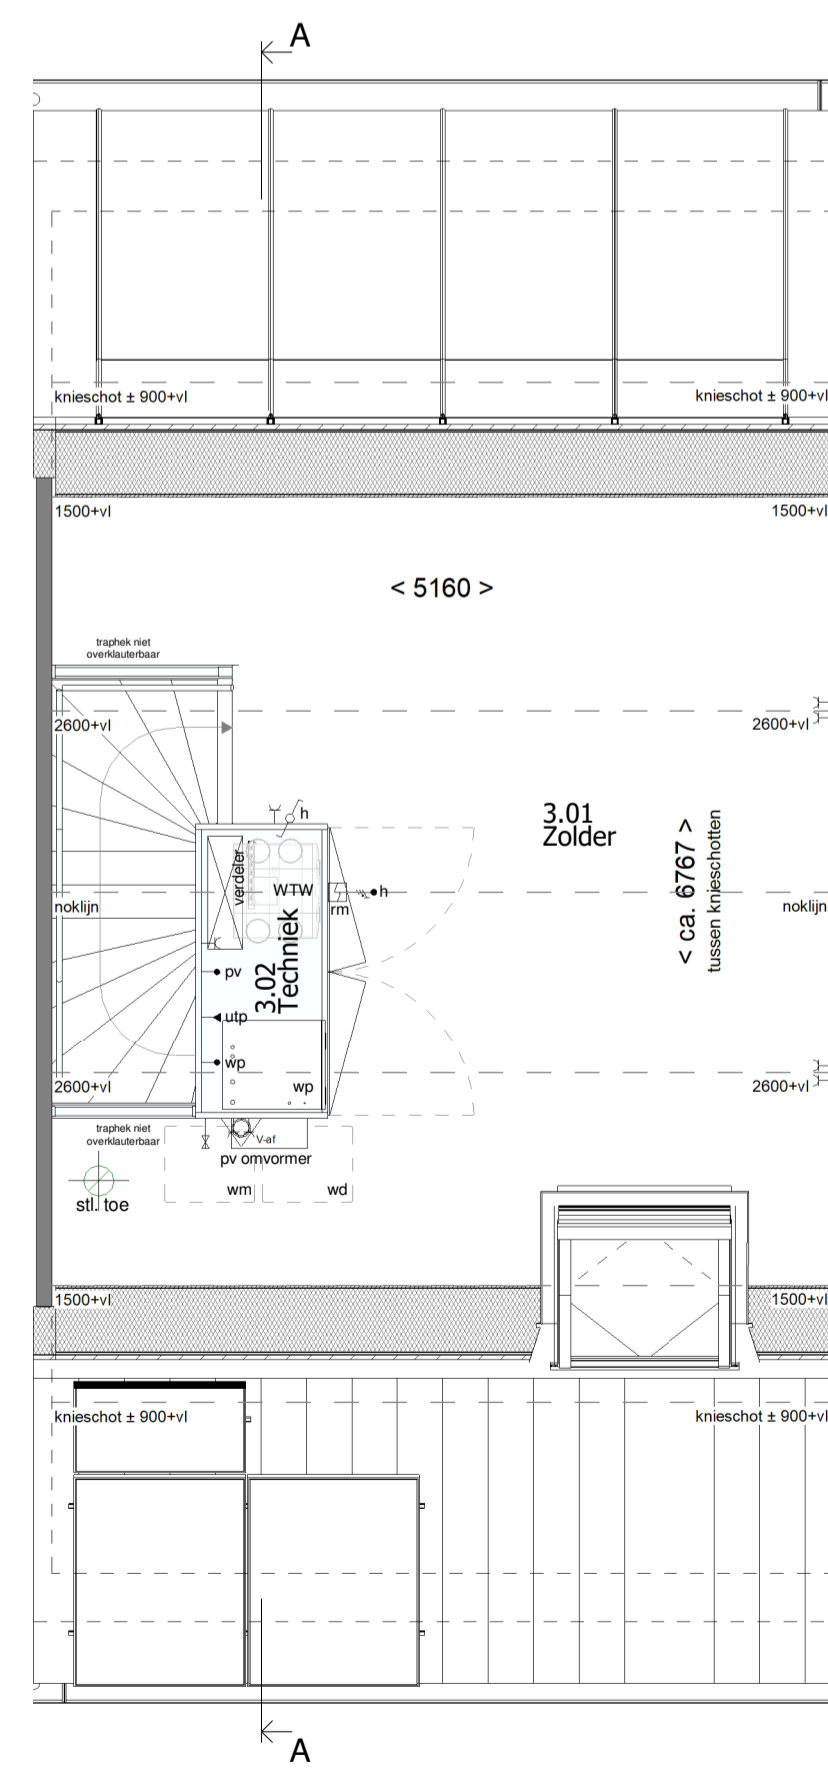 A
knieschot ± 900+vl
knieschot ± 900+vl
1500+vl
1500+vl
< 5160 >
traphek niet
overklauterbaar
2600+vl
2600+vl
h
3.01
Zolder
verdeler
WTW
h
rm
< ca. 6767 >
tussen knieschotten
noklijn
noklijn
3.02
Techniek
pv
utp
wp
wp
2600+vl
2600+vl
traphek niet
overklauterbaar
V-af
pv omvormer
wm
wd
stl. toe
1500+vl
1500+vl
knieschot ± 900+vl
knieschot ± 900+vl
A